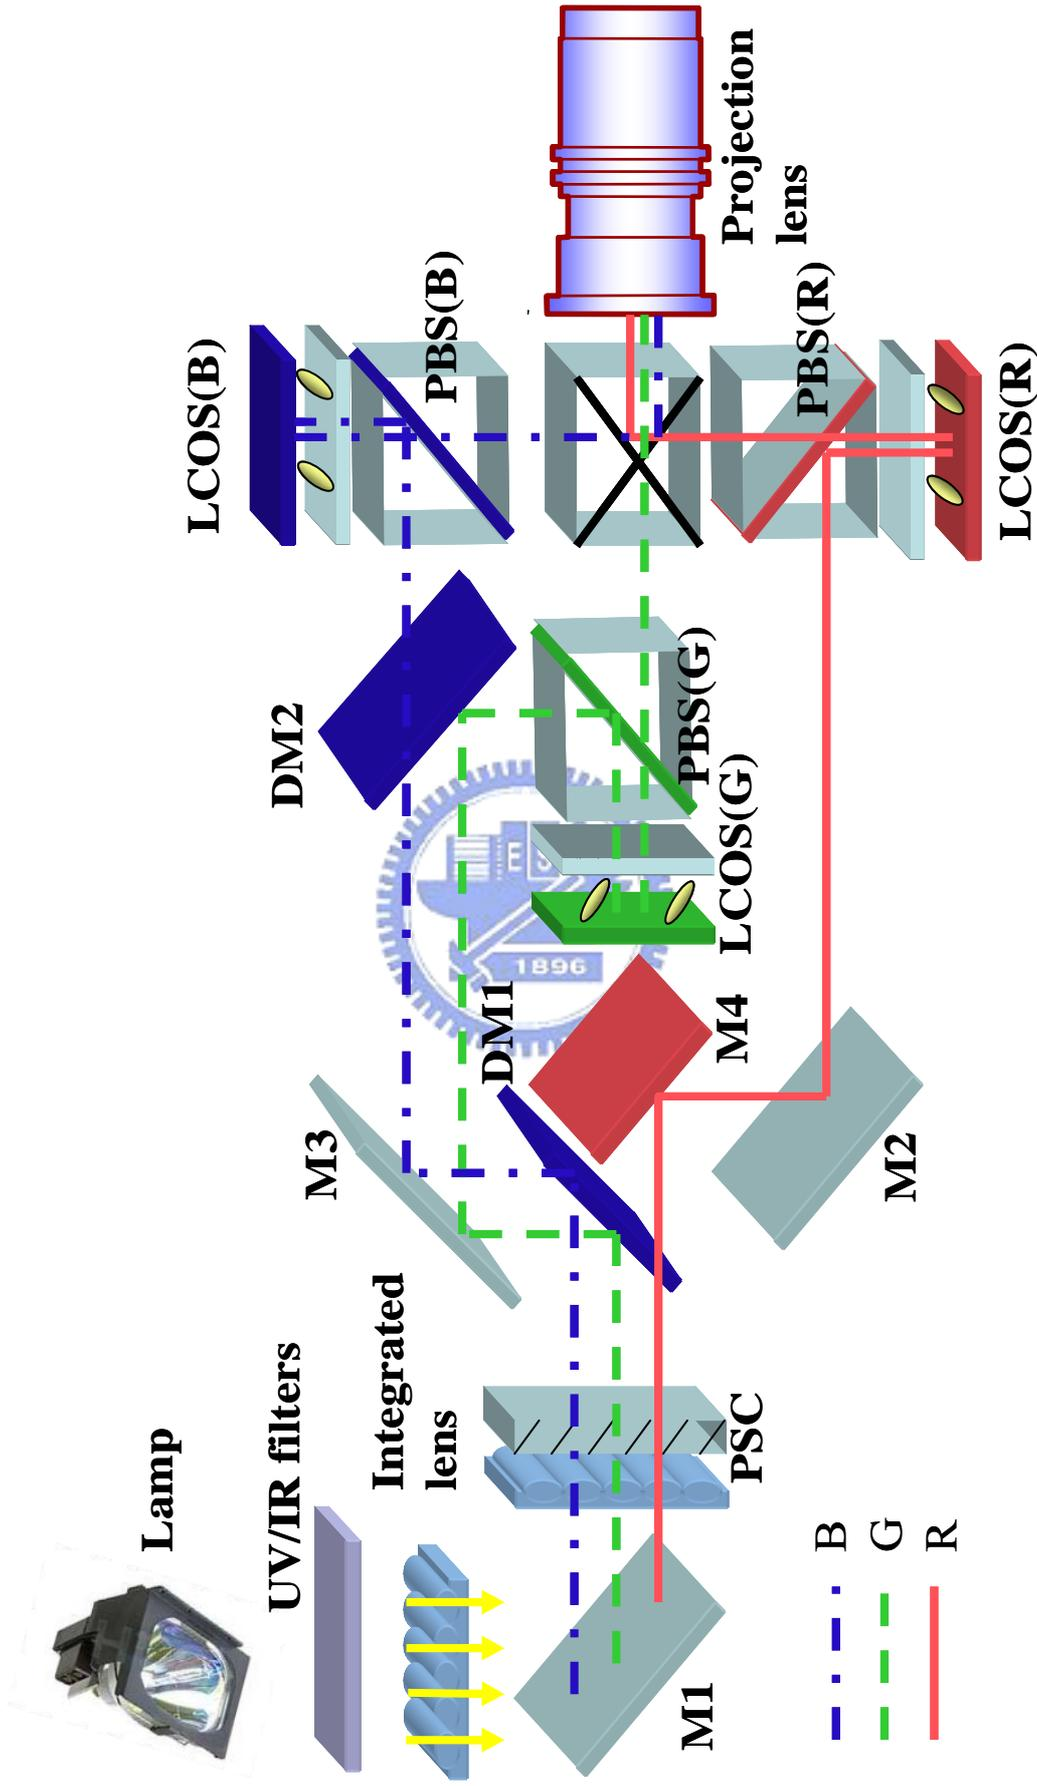 Lamp
UV/IR filters
Integrated
lens
M1
PSC
M3
DM1
M4
M2
DM2
LCOS(G)
PBS(G)
LCOS(B)
PBS(B)
PBS(R)
LCOS(R)
Projection
lens
B
G
R
ES
1896